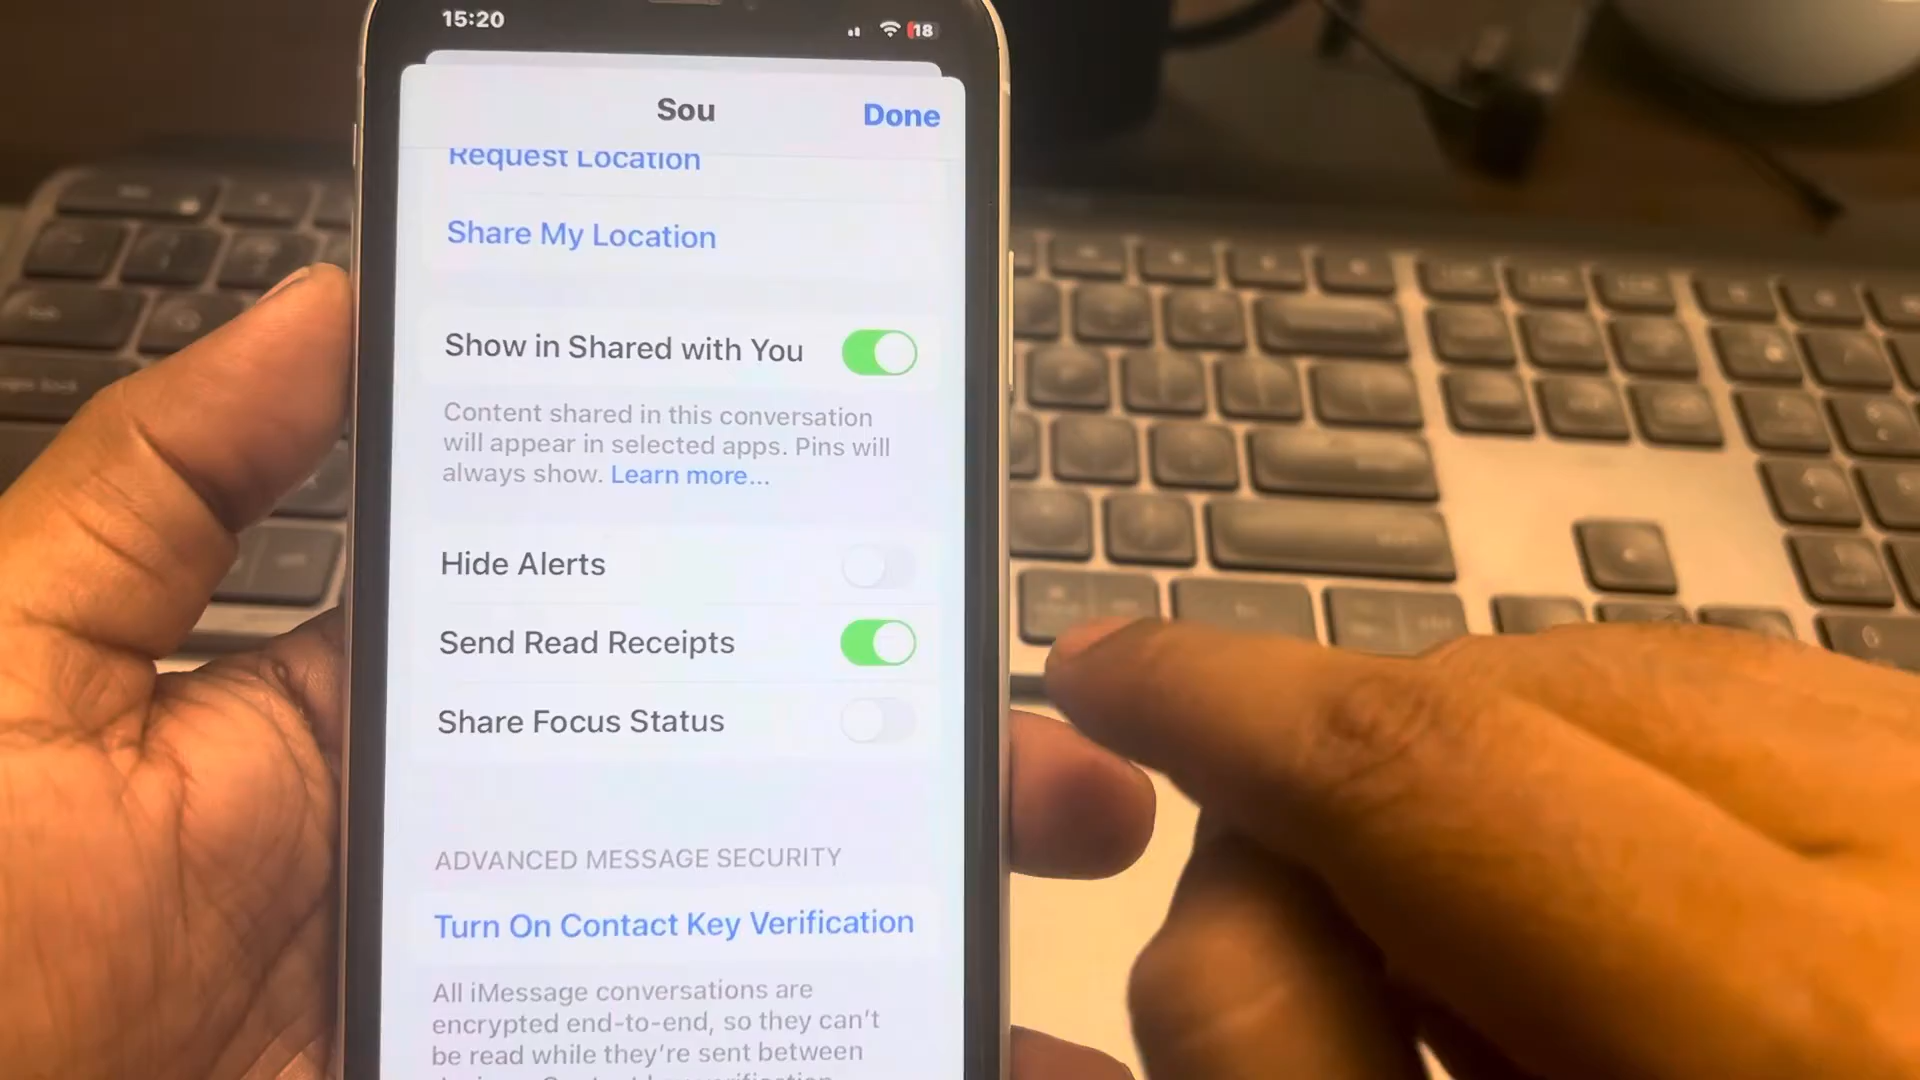 15:20
18
Sou
Done
Request Location
Share My Location
Show in Shared with You
Content shared in this conversation
will appear in selected apps. Pins will
always show. Learn more...
Hide Alerts
Send Read Receipts
Share Focus Status
ADVANCED MESSAGE SECURITY
Turn On Contact Key Verification
All iMessage conversations are
encrypted end-to-end, so they can't
be read while they're sent between